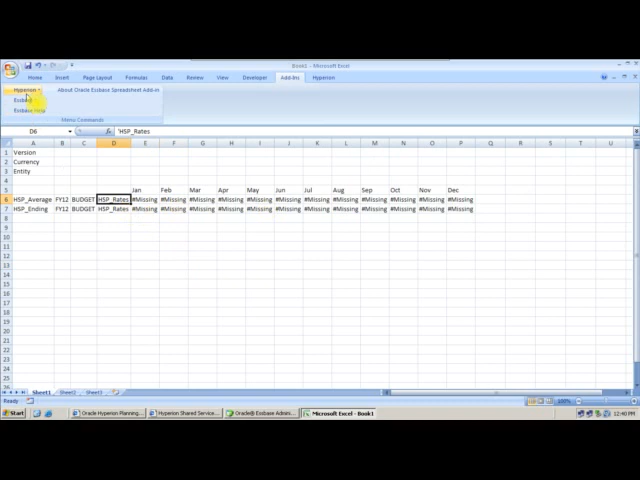 Book1 - Microsoft Excel
Home Insert Page Layout Formulas Data Review View Developer Add-Ins Hyperion
Hyperion About Oracle Essbase Spreadsheet Add-in
Essbase Help
Menu Commands
D6 fx 'HSP_Rates
A B C D E F G H I J K L M N O P Q R S T U
1 Version
2 Currency
3 Entity
4
5 Jan Feb Mar Apr May Jun Jul Aug Sep Oct Nov Dec
6 HSP_Average FY12 BUDGET HSP_Rates #Missing #Missing #Missing #Missing #Missing #Missing #Missing #Missing #Missing #Missing #Missing #Missing
7 HSP_Ending FY12 BUDGET HSP_Rates #Missing #Missing #Missing #Missing #Missing #Missing #Missing #Missing #Missing #Missing #Missing #Missing
8
9
10
11
12
13
14
15
16
17
18
19
20
21
22
23
24
25
26
Sheet1 Sheet2 Sheet3
Ready 100%
Start Oracle Hyperion Planning... Hyperion Shared Service... Oracle® Essbase Admini... Microsoft Excel - Book1 12:40 PM